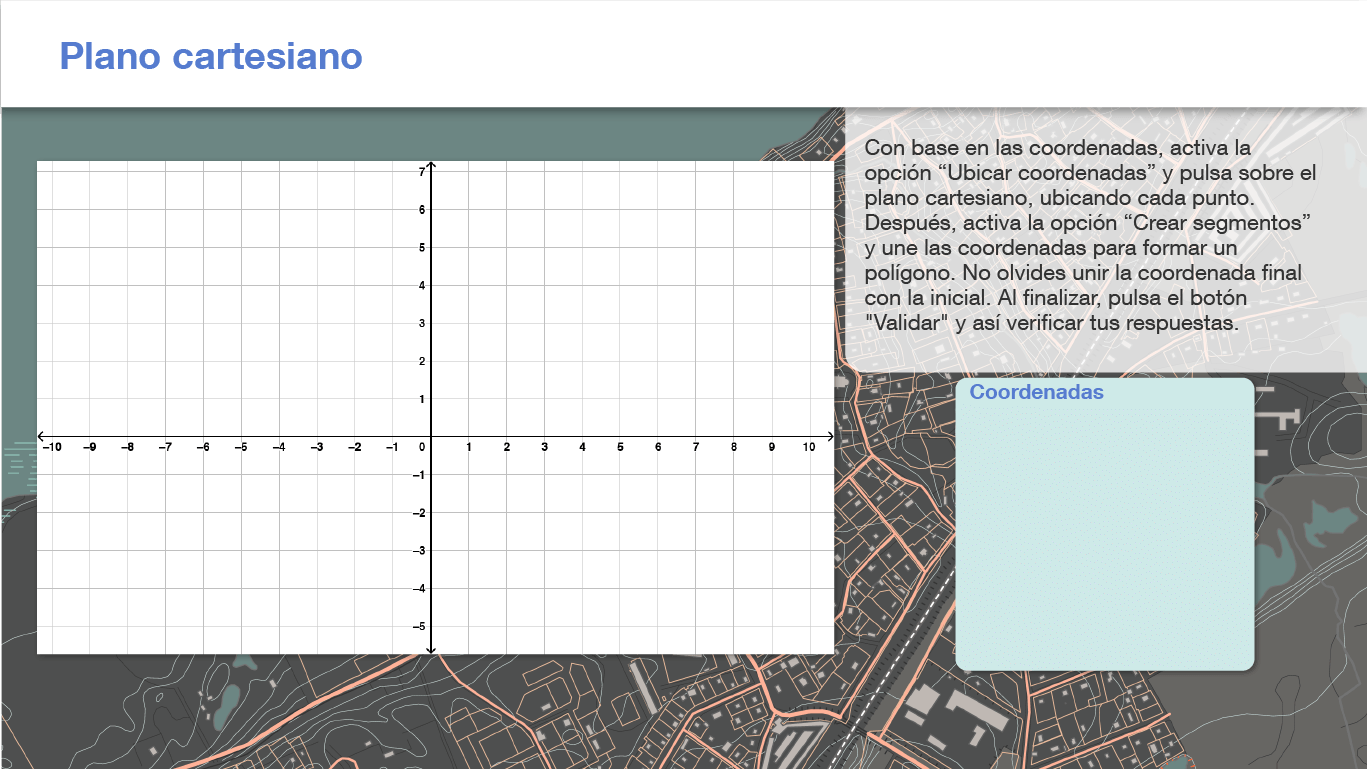 Plano cartesiano
Con base en las coordenadas, activa la
opción “Ubicar coordenadas” y pulsa sobre el
plano cartesiano, ubicando cada punto.
Después, activa la opción “Crear segmentos”
y une las coordenadas para formar un
polígono. No olvides unir la coordenada final
con la inicial. Al finalizar, pulsa el botón
"Validar" y así verificar tus respuestas.
Coordenadas
7
6
5
4
3
2
1
–10 –9 –8 –7 –6 –5 –4 –3 –2 –1 0 1 2 3 4 5 6 7 8 9 10
–1
–2
–3
–4
–5